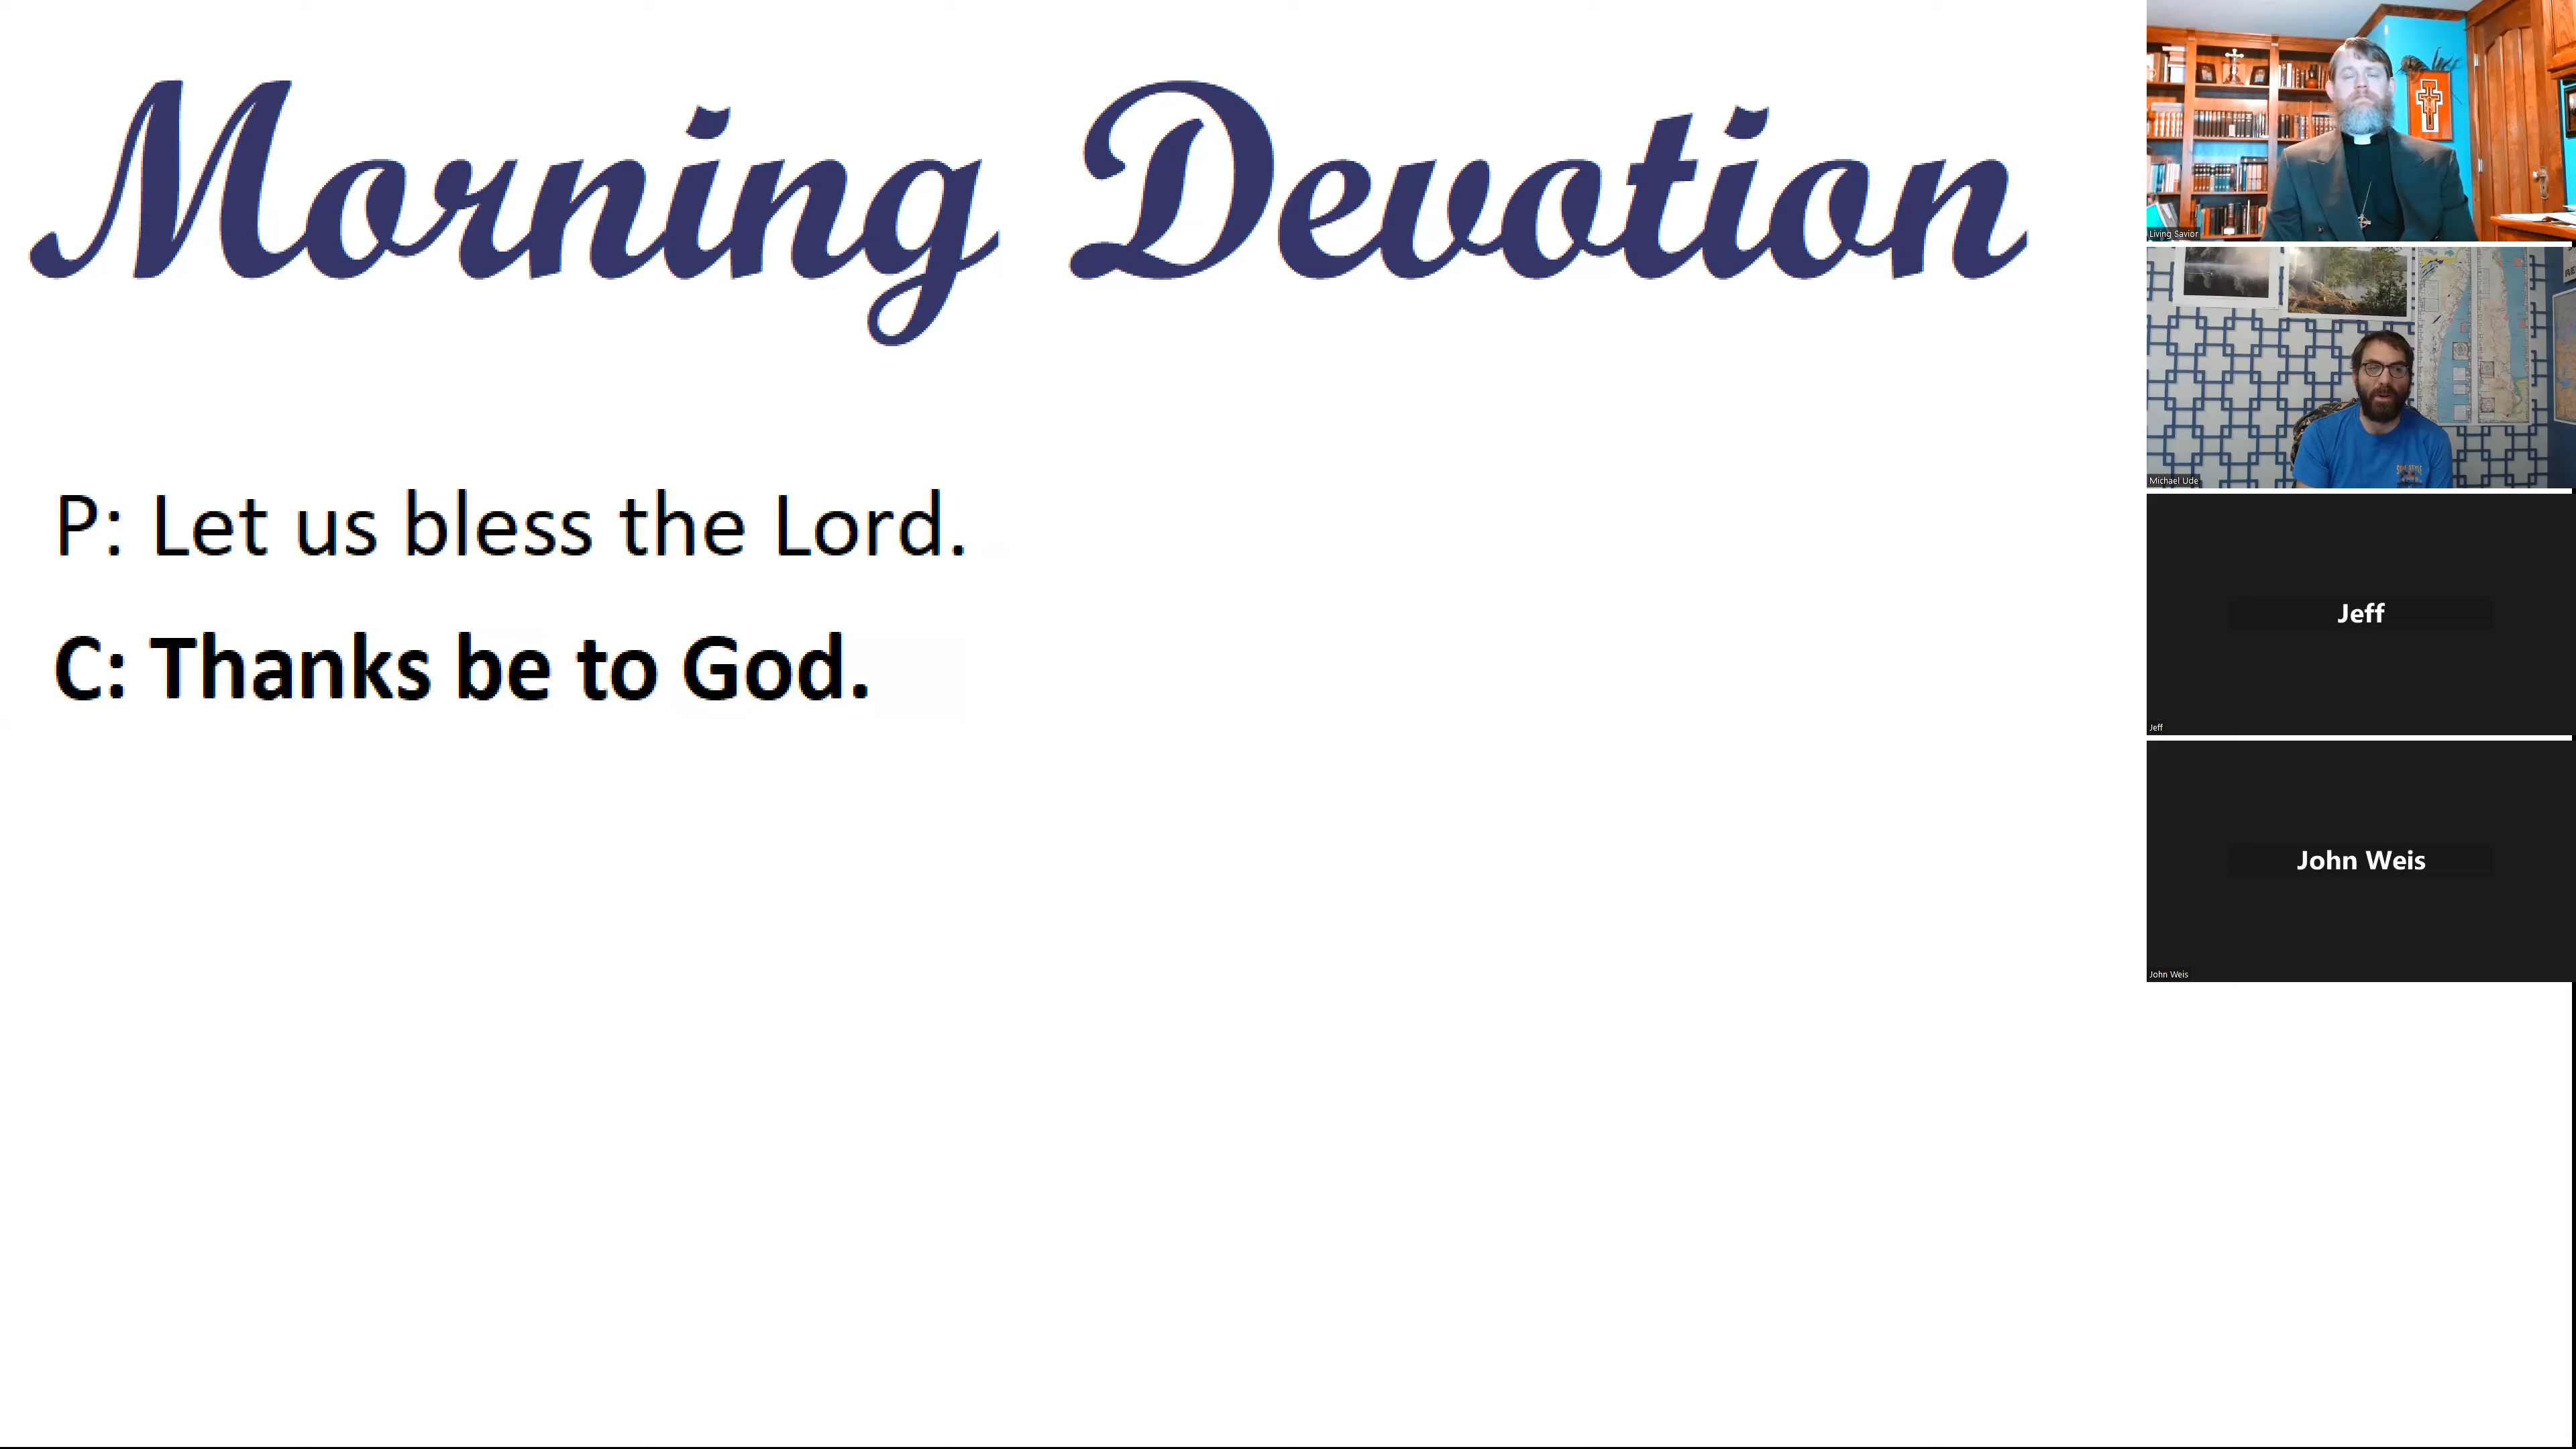 Morning Devotion
P: Let us bless the Lord.
C: Thanks be to God.
Living Savior
Michael Ude
Jeff
Jeff
John Weis
John Weis